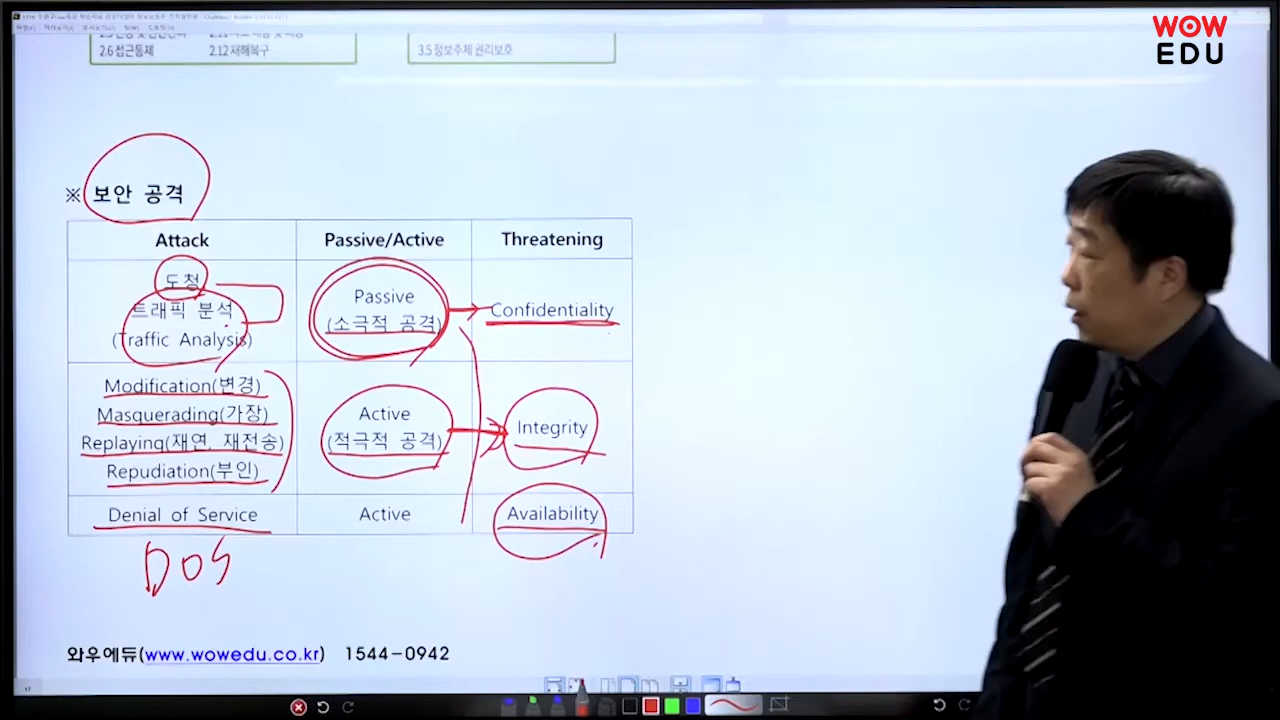 WOW
EDU
2.6 접근통제
2.12 재해복구
3.5 정보주체 권리보호
※ 보안 공격
Attack
Passive/Active
Threatening
도청
트래픽 분석
(Traffic Analysis)
Passive
(소극적 공격)
Confidentiality
Modification(변경)
Masquerading(가장)
Replaying(재연, 재전송)
Repudiation(부인)
Active
(적극적 공격)
Integrity
Denial of Service
Active
Availability
DOS
와우에듀(www.wowedu.co.kr) 1544-0942